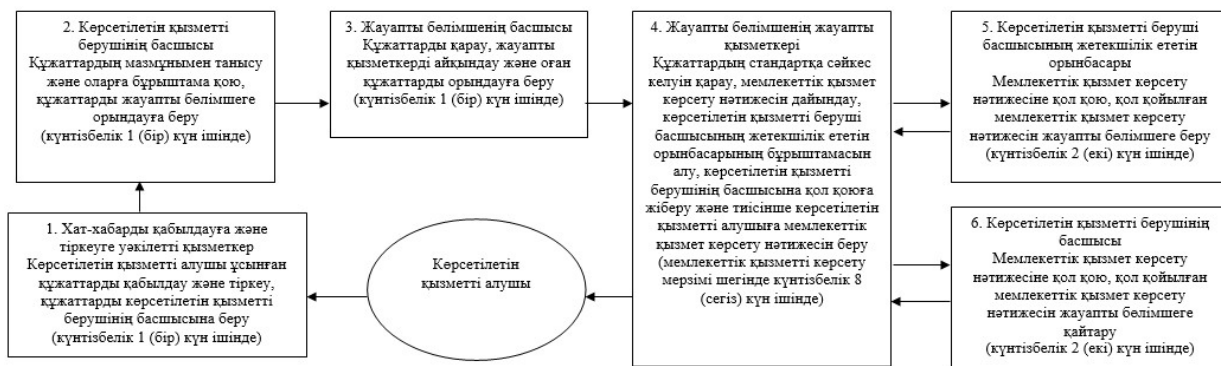 2. Көрсетілетін қызметті
берушінің басшысы
Құжаттардың мазмұнымен танысу
және оларға бұрыштама қою,
құжаттарды жауапты бөлімшеге
орындауға беру
(күнтізбелік 1 (бір) күн ішінде)
3. Жауапты бөлімшенің басшысы
Құжаттарды қарау, жауапты
қызметкерді айқындау және оған
құжаттарды орындауға беру
(күнтізбелік 1 (бір) күн ішінде)
4. Жауапты бөлімшенің жауапты
қызметкері
Құжаттардың стандартқа сәйкес
келуін қарау, мемлекеттік қызмет
көрсету нәтижесін дайындау,
көрсетілетін қызметті беруші
басшысының жетекшілік ететін
орынбасарының бұрыштамасын
алу, көрсетілетін қызметті
берушінің басшысына қол қоюға
жіберу және тиісінше көрсетілетін
қызметті алушыға мемлекеттік
қызмет көрсету нәтижесін беру
(мемлекеттік қызметті көрсету
мерзімі шегінде күнтізбелік 8
(сегіз) күн ішінде)
5. Көрсетілетін қызметті беруші
басшысының жетекшілік ететін
орынбасары
Мемлекеттік қызмет көрсету
нәтижесіне қол қою, қол қойылған
мемлекеттік қызмет көрсету
нәтижесін жауапты бөлімшеге беру
(күнтізбелік 2 (екі) күн ішінде)
1. Хат-хабарды қабылдауға және
тіркеуге уәкілетті қызметкер
Көрсетілетін қызметті алушы ұсынған
құжаттарды қабылдау және тіркеу,
құжаттарды көрсетілетін қызметті
берушінің басшысына беру
(күнтізбелік 1 (бір) күн ішінде)
Көрсетілетін
қызметті алушы
6. Көрсетілетін қызметті берушінің
басшысы
Мемлекеттік қызмет көрсету
нәтижесіне қол қою, қол қойылған
мемлекеттік қызмет көрсету
нәтижесін жауапты бөлімшеге
қайтару
(күнтізбелік 2 (екі) күн ішінде)